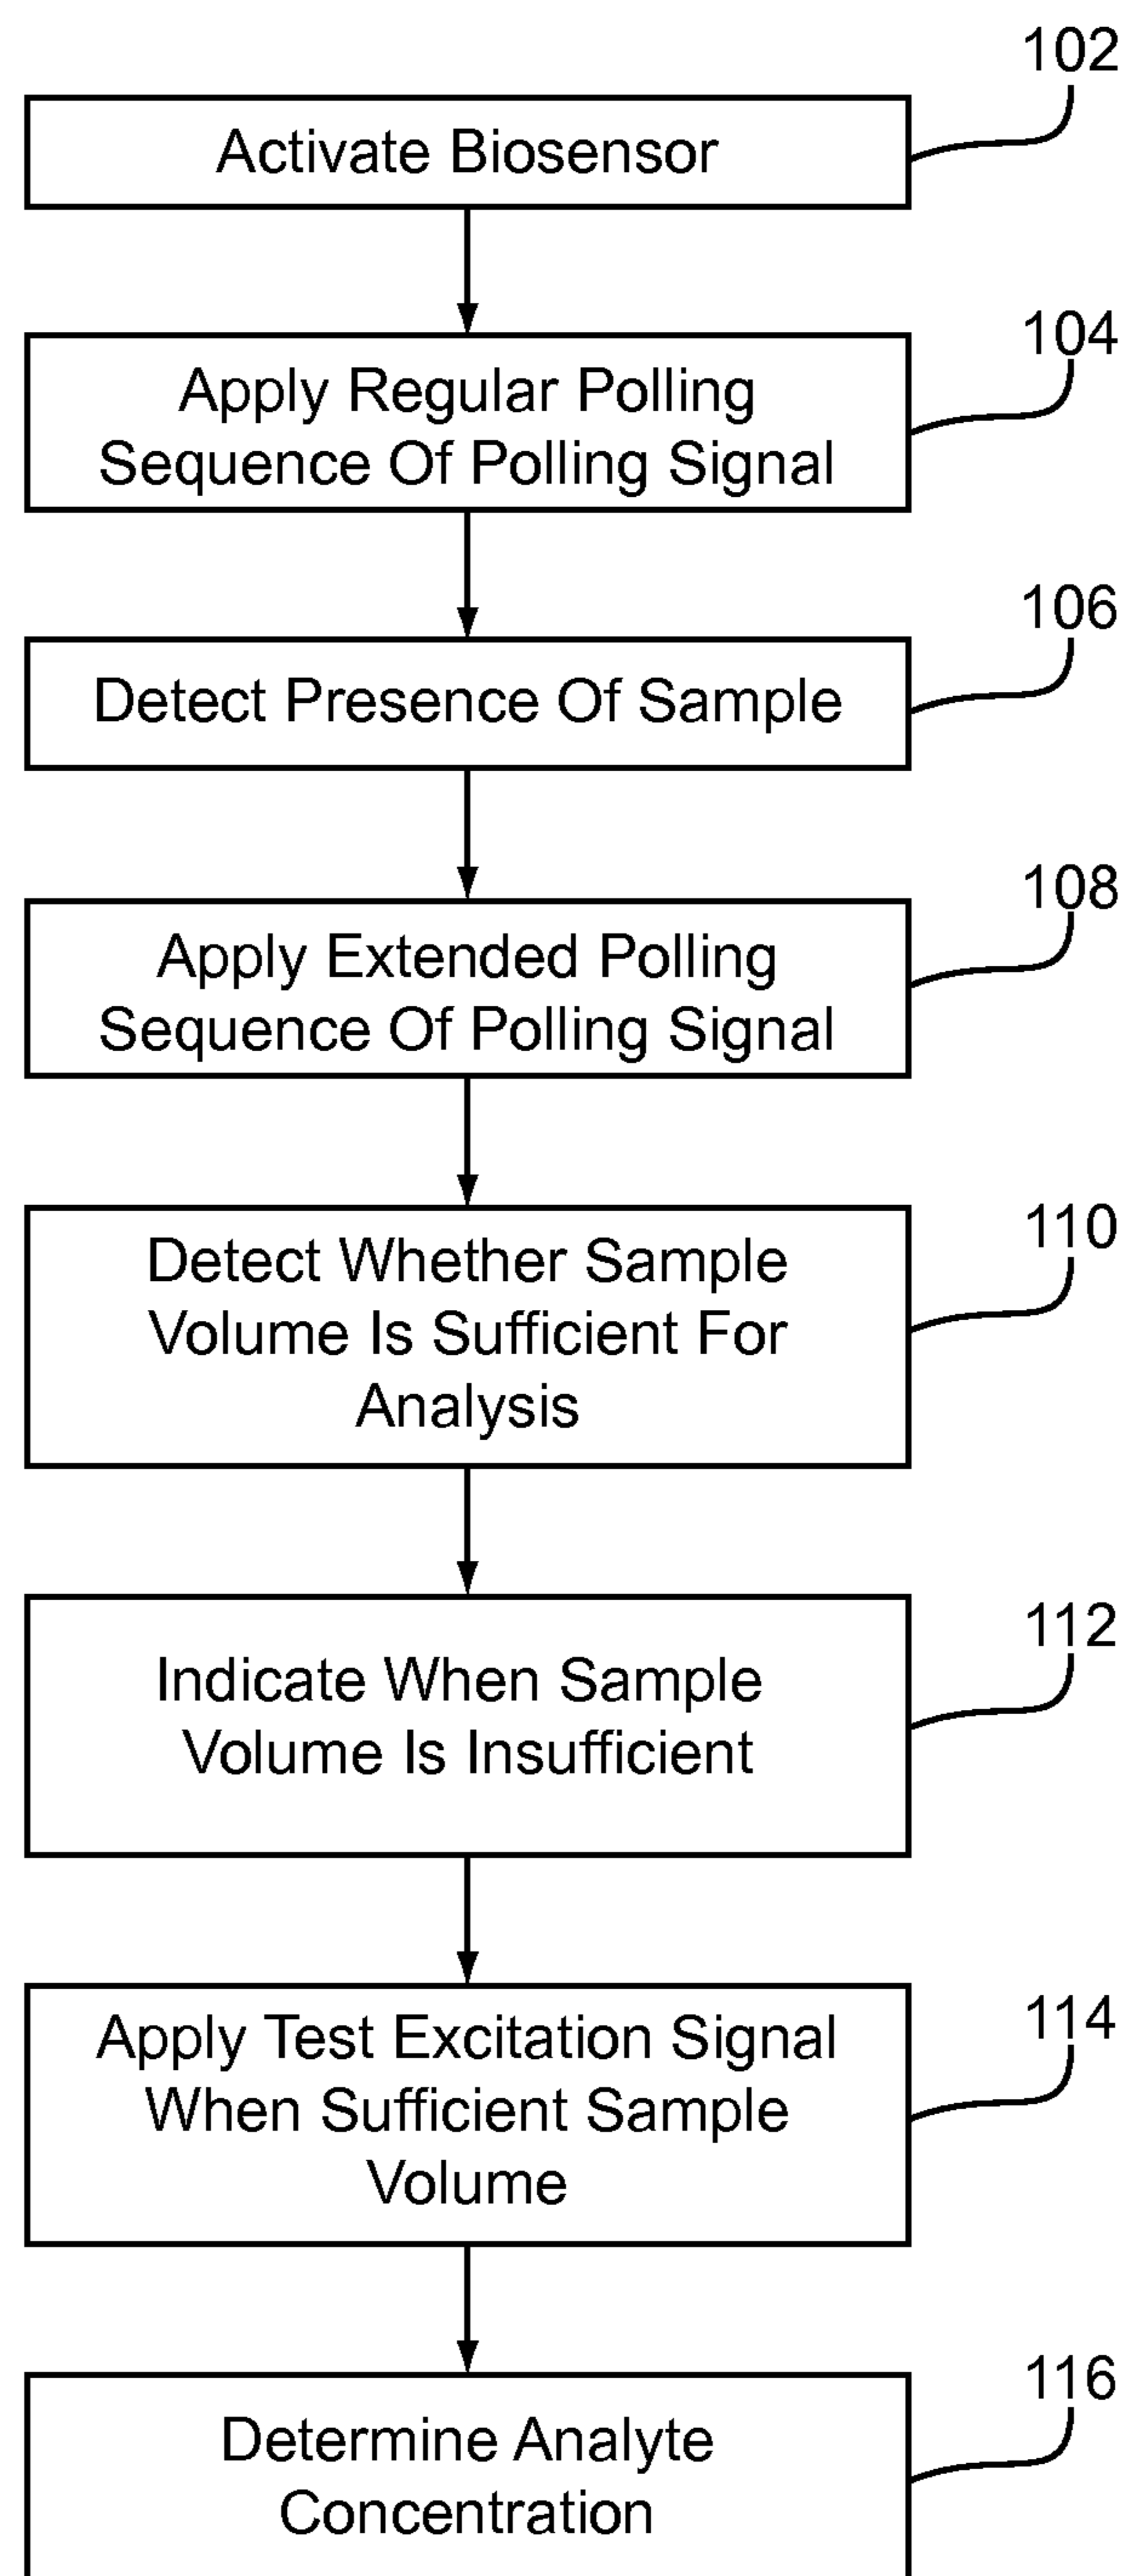 102
Activate Biosensor
104
Apply Regular Polling
Sequence Of Polling Signal
106
Detect Presence Of Sample
108
Apply Extended Polling
Sequence Of Polling Signal
110
Detect Whether Sample
Volume Is Sufficient For
Analysis
112
Indicate When Sample
Volume Is Insufficient
114
Apply Test Excitation Signal
When Sufficient Sample
Volume
116
Determine Analyte
Concentration